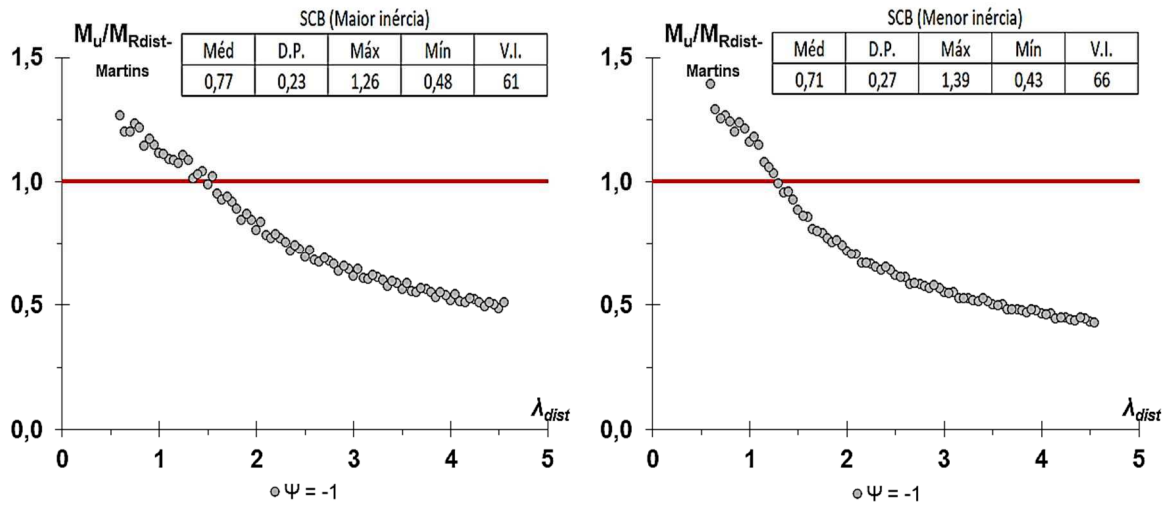 SCB (Maior inércia)
Méd D.P. Máx Mín V.I.
0,77 0,23 1,26 0,48 61
Mu/MRdist-
Martins
1,5
1,0
0,5
0,0
0 1 2 3 4 5
λdist
Ψ = -1
SCB (Menor inércia)
Méd D.P. Máx Mín V.I.
0,71 0,27 1,39 0,43 66
Mu/MRdist-
Martins
1,5
1,0
0,5
0,0
0 1 2 3 4 5
λdist
Ψ = -1